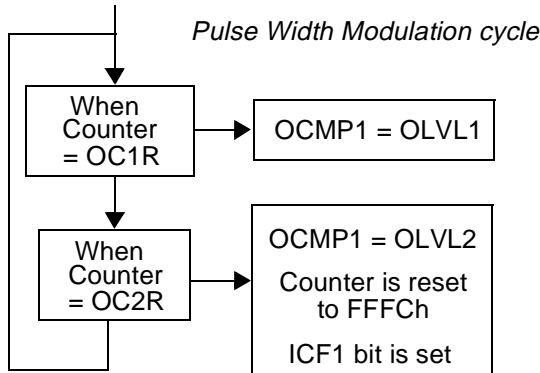 Pulse Width Modulation cycle
When
Counter
= OC1R
OCMP1 = OLVL1
When
Counter
= OC2R
OCMP1 = OLVL2
Counter is reset
to FFFCh
ICF1 bit is set